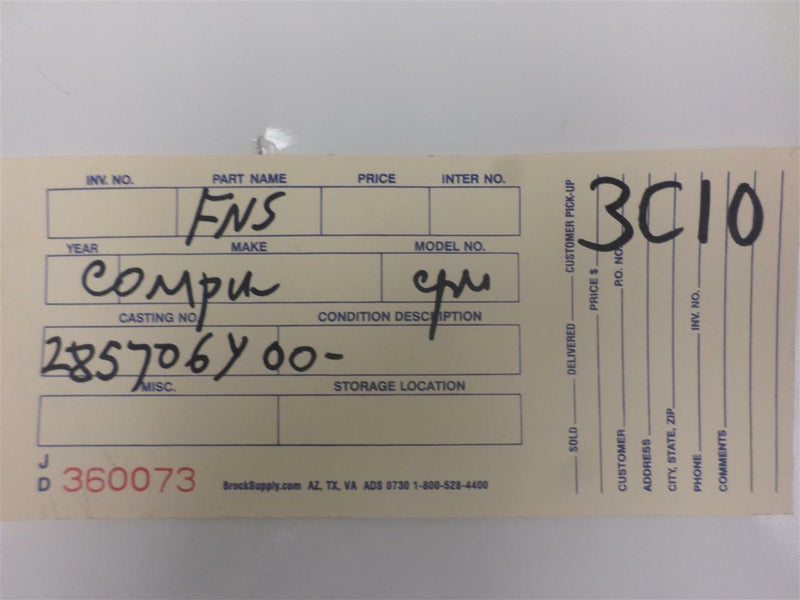 INV. NO. PART NAME PRICE INTER NO.
FNS
YEAR MAKE MODEL NO.
COMPU CPU
CASTING NO. CONDITION DESCRIPTION
285706Y00-
MISC. STORAGE LOCATION
J
D 360073
BrockSupply.com AZ, TX, VA ADS 0730 1-800-528-4400
3C10
SOLD DELIVERED CUSTOMER PICK-UP
PRICE $
CUSTOMER P.O. NO.
ADDRESS
CITY, STATE, ZIP
PHONE INV. NO.
COMMENTS